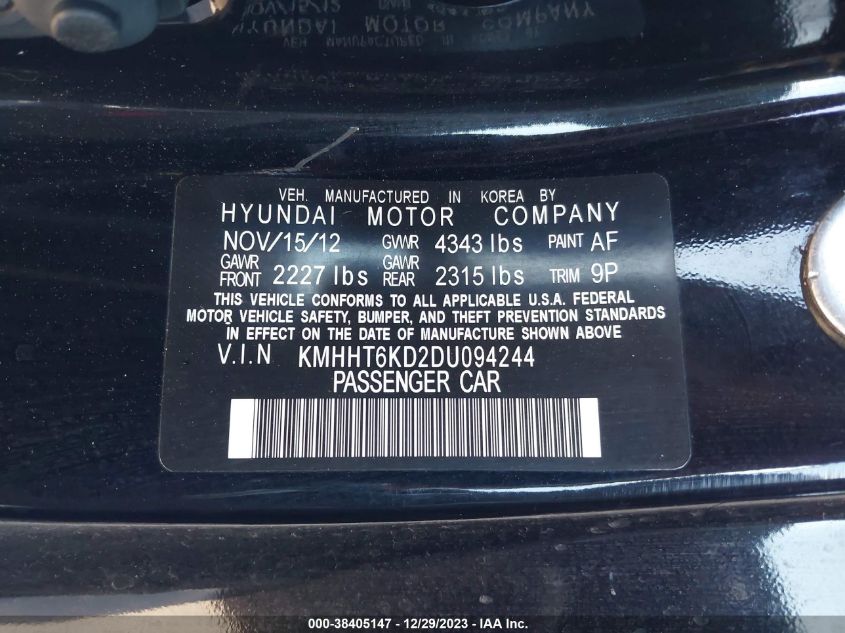 VEH. MANUFACTURED IN KOREA BY
HYUNDAI MOTOR COMPANY
NOV/15/12 GVWR 4343 lbs PAINT AF
GAWR FRONT 2227 lbs GAWR REAR 2315 lbs TRIM 9P
THIS VEHICLE CONFORMS TO ALL APPLICABLE U.S.A. FEDERAL
MOTOR VEHICLE SAFETY, BUMPER, AND THEFT PREVENTION STANDARDS
IN EFFECT ON THE DATE OF MANUFACTURE SHOWN ABOVE
V.I.N KMHHT6KD2DU094244
PASSENGER CAR
000-38405147 - 12/29/2023 - IAA